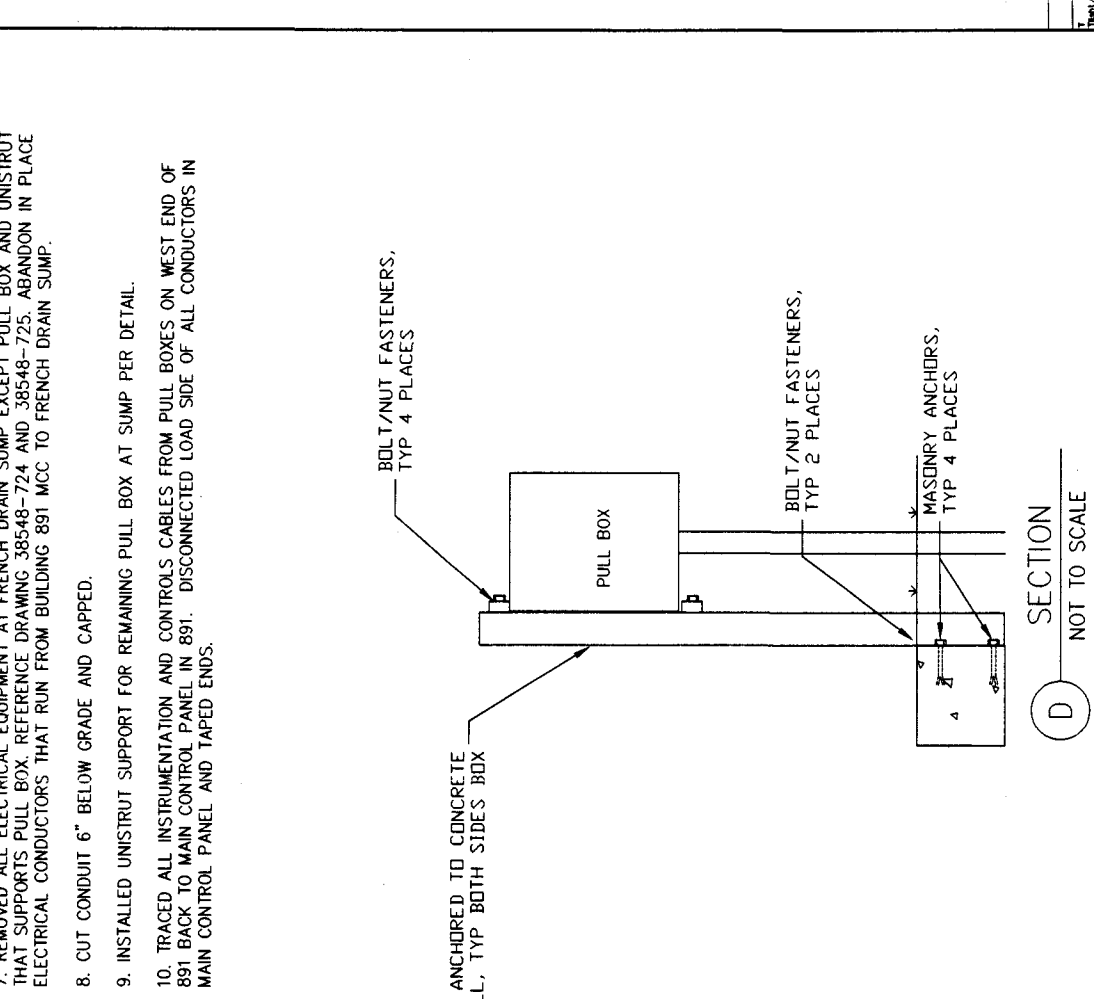 7. REMOVED ALL ELECTRICAL EQUIPMENT AT FRENCH DRAIN SUMP EXCEPT PULL BOX AND UNISTRUT
THAT SUPPORTS PULL BOX. REFERENCE DRAWING 38548-724 AND 38548-725. ABANDON IN PLACE
ELECTRICAL CONDUCTORS THAT RUN FROM BUILDING 891 MCC TO FRENCH DRAIN SUMP.
8. CUT CONDUIT 6" BELOW GRADE AND CAPPED.
9. INSTALLED UNISTRUT SUPPORT FOR REMAINING PULL BOX AT SUMP PER DETAIL.
10. TRACED ALL INSTRUMENTATION AND CONTROLS CABLES FROM PULL BOXES ON WEST END OF
891 BACK TO MAIN CONTROL PANEL IN 891. DISCONNECTED LOAD SIDE OF ALL CONDUCTORS IN
MAIN CONTROL PANEL AND TAPED ENDS.
BOLT/NUT FASTENERS,
TYP 4 PLACES
PULL BOX
BOLT/NUT FASTENERS,
TYP 2 PLACES
MASONRY ANCHORS,
TYP 4 PLACES
ANCHORED TO CONCRETE
LL, TYP BOTH SIDES BOX
D
SECTION
NOT TO SCALE